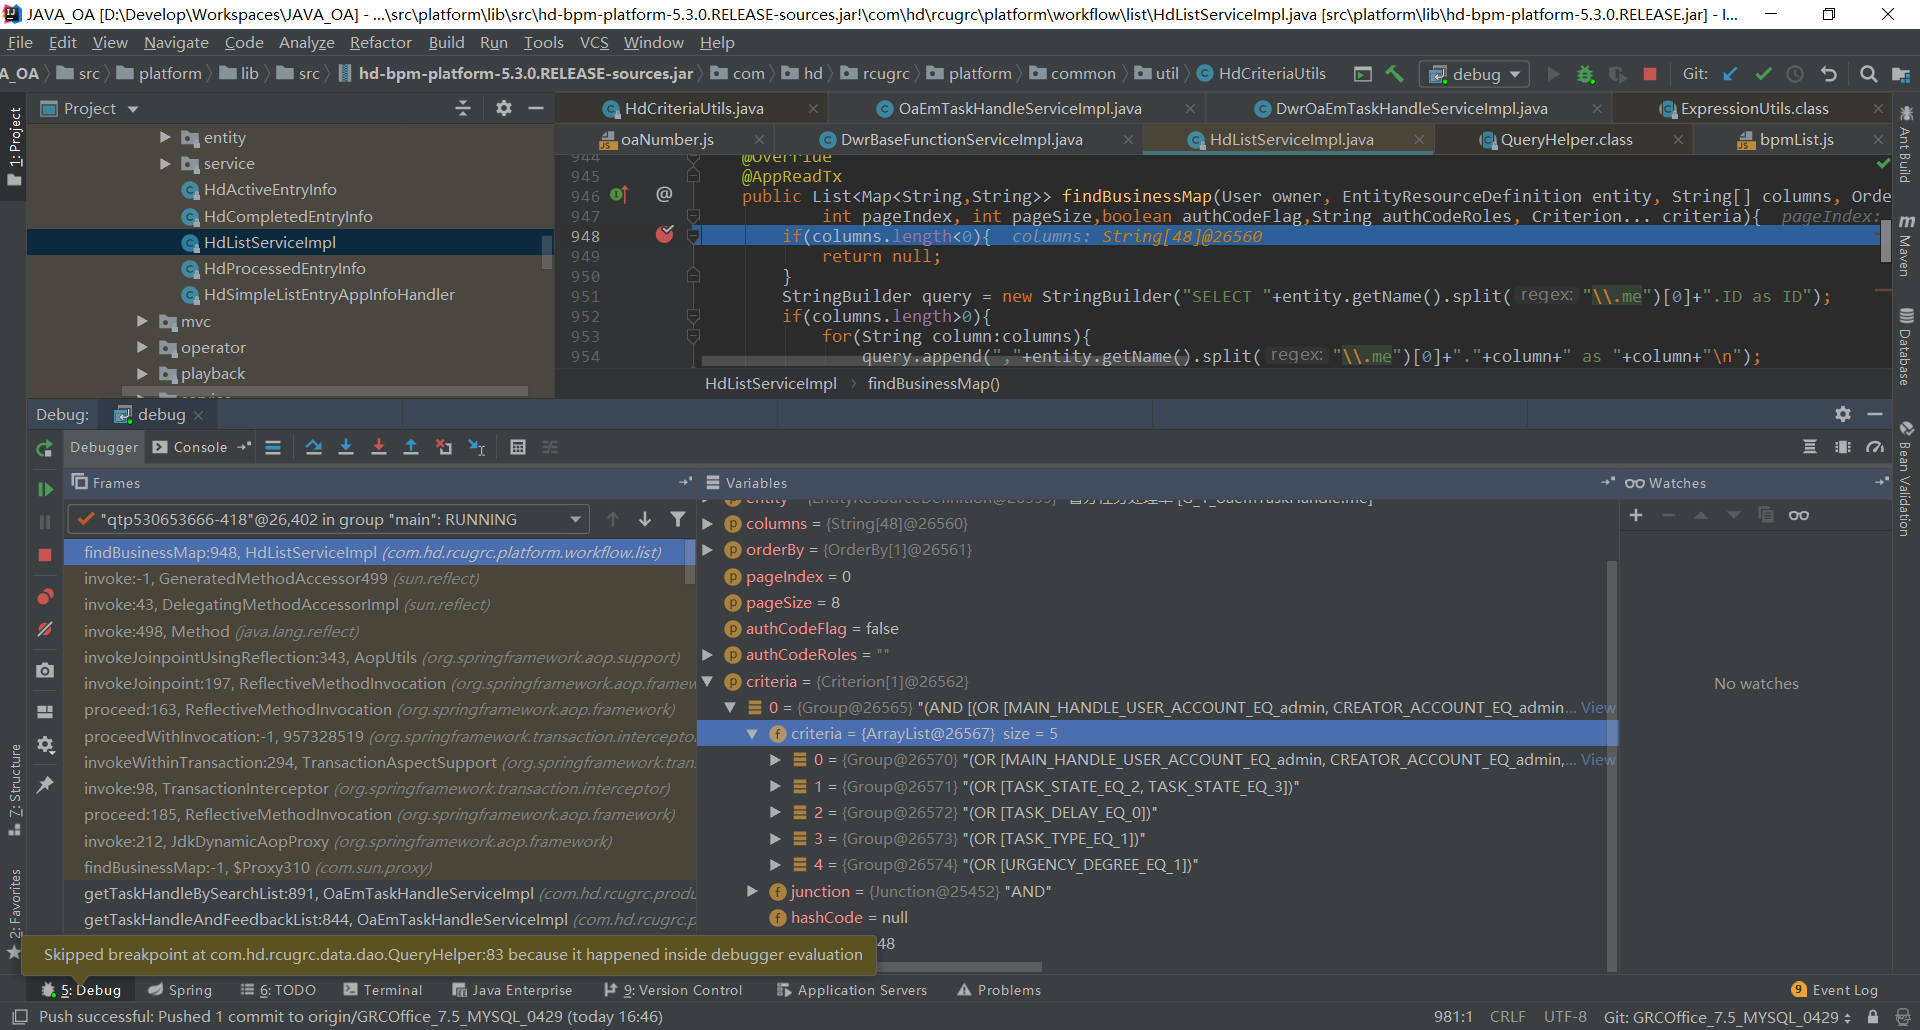 JAVA_OA [D:\Develop\Workspaces\JAVA_OA] - ...\src\platform\lib\src\hd-bpm-platform-5.3.0.RELEASE-sources.jar!\com\hd\rcugrc\platform\workflow\list\HdListServiceImpl.java [src\platform\lib\hd-bpm-platform-5.3.0.RELEASE.jar] - I...
File Edit View Navigate Code Analyze Refactor Build Run Tools VCS Window Help
A_OA src platform lib src hd-bpm-platform-5.3.0.RELEASE-sources.jar com hd rcugrc platform common util HdCriteriaUtils debug Git:
Project
HdCriteriaUtils.java OaEmTaskHandleServiceImpl.java DwrOaEmTaskHandleServiceImpl.java ExpressionUtils.class
oaNumber.js DwrBaseFunctionServiceImpl.java HdListServiceImpl.java QueryHelper.class bpmList.js
1: Project
entity
service
HdActiveEntryInfo
HdCompletedEntryInfo
HdListServiceImpl
HdProcessedEntryInfo
HdSimpleListEntryAppInfoHandler
mvc
operator
playback
944 @Override
945 @AppReadTx
946 @ public List<Map<String,String>> findBusinessMap(User owner, EntityResourceDefinition entity, String[] columns, Orde
947 int pageIndex, int pageSize,boolean authCodeFlag,String authCodeRoles, Criterion... criteria){ pageIndex:
948 if(columns.length<0){ columns: String[48]@26560
949 return null;
950 }
951 StringBuilder query = new StringBuilder("SELECT "+entity.getName().split( regex: "\\.me")[0]+".ID as ID");
952 if(columns.length>0){
953 for(String column:columns){
954 query.append(","+entity.getName().split( regex: "\\.me")[0]+"."+column+" as "+column+"\n");
HdListServiceImpl findBusinessMap()
Ant Build
Maven
Database
Bean Validation
Debug: debug
Debugger Console
Frames
"qtp530653666-418"@26,402 in group "main": RUNNING
findBusinessMap:948, HdListServiceImpl (com.hd.rcugrc.platform.workflow.list)
invoke:-1, GeneratedMethodAccessor499 (sun.reflect)
invoke:43, DelegatingMethodAccessorImpl (sun.reflect)
invoke:498, Method (java.lang.reflect)
invokeJoinpointUsingReflection:343, AopUtils (org.springframework.aop.support)
invokeJoinpoint:197, ReflectiveMethodInvocation (org.springframework.aop.framew
proceed:163, ReflectiveMethodInvocation (org.springframework.aop.framework)
proceedWithInvocation:-1, 957328519 (org.springframework.transaction.intercepto
invokeWithinTransaction:294, TransactionAspectSupport (org.springframework.tran
invoke:98, TransactionInterceptor (org.springframework.transaction.interceptor)
proceed:185, ReflectiveMethodInvocation (org.springframework.aop.framework)
invoke:212, JdkDynamicAopProxy (org.springframework.aop.framework)
findBusinessMap:-1, $Proxy310 (com.sun.proxy)
getTaskHandleBySearchList:891, OaEmTaskHandleServiceImpl (com.hd.rcugrc.produ
getTaskHandleAndFeedbackList:844, OaEmTaskHandleServiceImpl (com.hd.rcugrc.p
Variables
columns = {String[48]@26560}
orderBy = {OrderBy[1]@26561}
pageIndex = 0
pageSize = 8
authCodeFlag = false
authCodeRoles = ""
criteria = {Criterion[1]@26562}
0 = {Group@26565} "(AND [(OR [MAIN_HANDLE_USER_ACCOUNT_EQ_admin, CREATOR_ACCOUNT_EQ_admin... View
criteria = {ArrayList@26567} size = 5
0 = {Group@26570} "(OR [MAIN_HANDLE_USER_ACCOUNT_EQ_admin, CREATOR_ACCOUNT_EQ_admin,... View
1 = {Group@26571} "(OR [TASK_STATE_EQ_2, TASK_STATE_EQ_3])"
2 = {Group@26572} "(OR [TASK_DELAY_EQ_0])"
3 = {Group@26573} "(OR [TASK_TYPE_EQ_1])"
4 = {Group@26574} "(OR [URGENCY_DEGREE_EQ_1])"
junction = {Junction@25452} "AND"
hashCode = null
48
Watches
No watches
7: Structure
2: Favorites
Skipped breakpoint at com.hd.rcugrc.data.dao.QueryHelper:83 because it happened inside debugger evaluation
5: Debug Spring 6: TODO Terminal Java Enterprise 9: Version Control Application Servers Problems 9 Event Log
Push successful: Pushed 1 commit to origin/GRCOffice_7.5_MYSQL_0429 (today 16:46) 981:1 CRLF UTF-8 Git: GRCOffice_7.5_MYSQL_0429